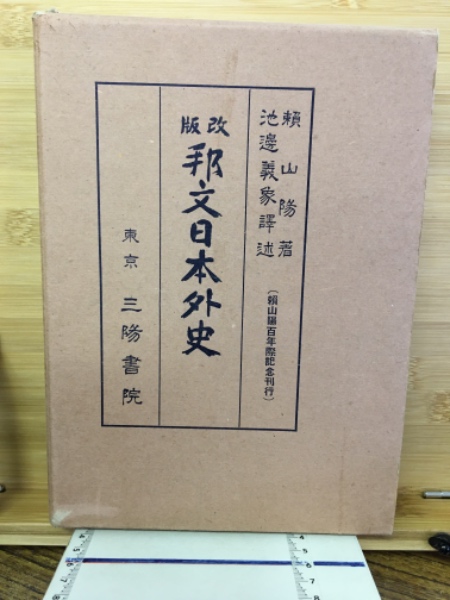 頼山陽著
池邊義象譯述
(頼山陽百年際記念刊行)
改版
邦文日本外史
東京 三陽書院